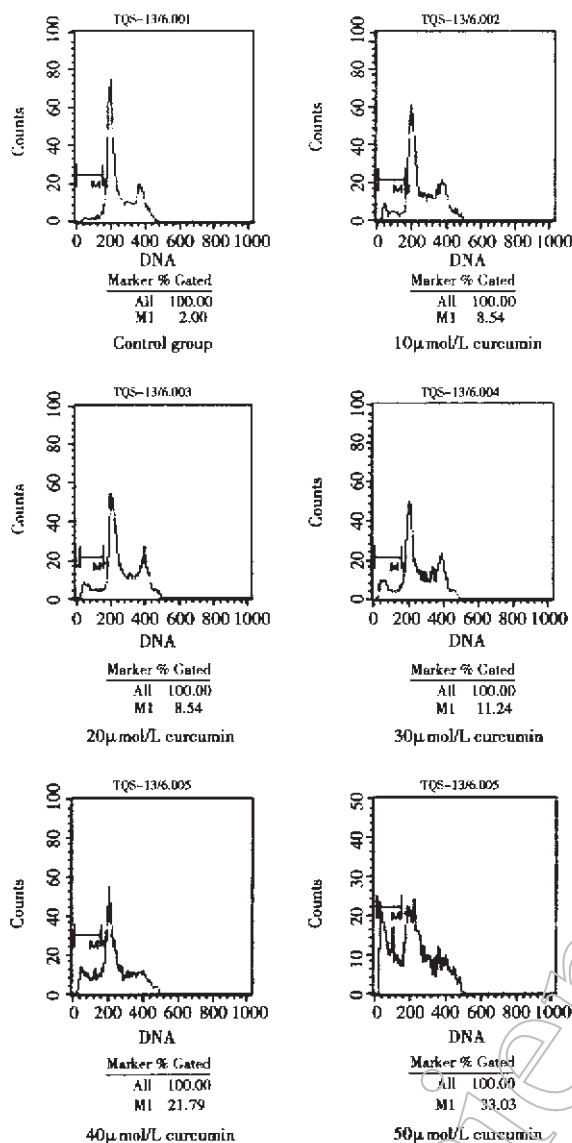 TQS-13/6.001
Counts
100
80
60
40
20
0
M
0 200 400 600 800 1000
DNA
Marker % Gated
All 100.00
M1 2.00
Control group
TQS-13/6.002
Counts
100
80
60
40
20
0
M
0 200 400 600 800 1000
DNA
Marker % Gated
All 100.00
M1 8.54
10μmol/L curcumin
TQS-13/6.003
Counts
100
80
60
40
20
0
M
0 200 400 600 800 1000
DNA
Marker % Gated
All 100.00
M1 8.54
20μmol/L curcumin
TQS-13/6.004
Counts
100
80
60
40
20
0
M
0 200 400 600 800 1000
DNA
Marker % Gated
All 100.00
M1 11.24
30μmol/L curcumin
TQS-13/6.005
Counts
100
80
60
40
20
0
M
0 200 400 600 800 1000
DNA
Marker % Gated
All 100.00
M1 21.79
40μmol/L curcumin
TQS-13/6.005
Counts
50
40
30
20
10
0
M
0 200 400 600 800 1000
DNA
Marker % Gated
All 100.00
M1 33.03
50μmol/L curcumin